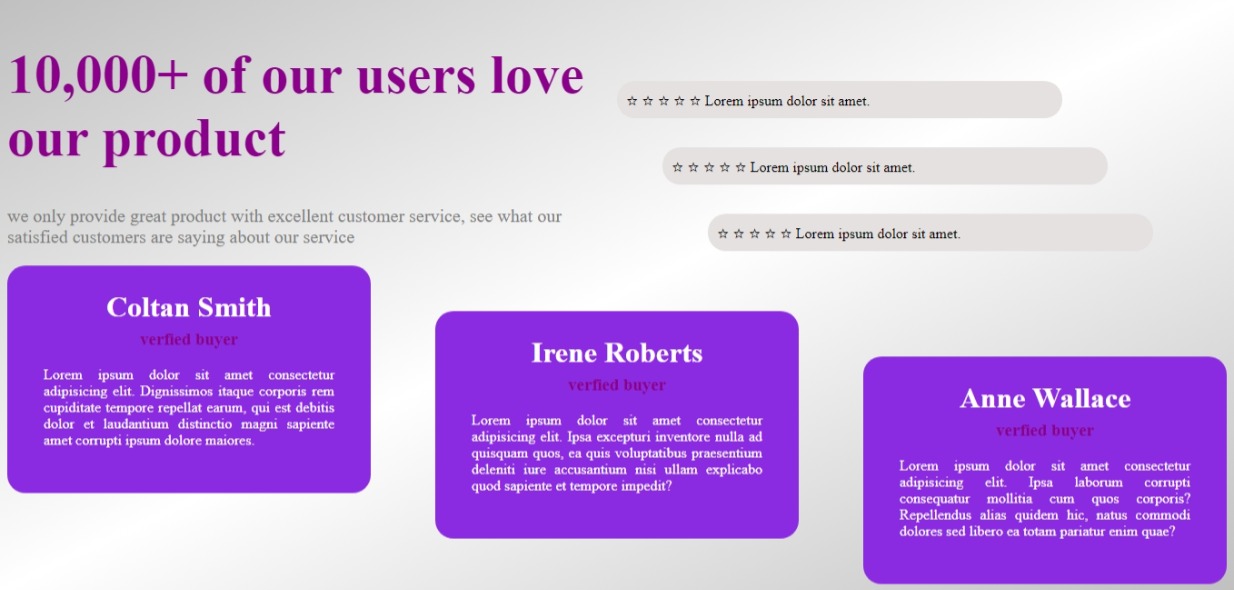 10,000+ of our users love
our product
we only provide great product with excellent customer service, see what our
satisfied customers are saying about our service
☆ ☆ ☆ ☆ ☆ Lorem ipsum dolor sit amet.
☆ ☆ ☆ ☆ ☆ Lorem ipsum dolor sit amet.
☆ ☆ ☆ ☆ ☆ Lorem ipsum dolor sit amet.
Coltan Smith
verfied buyer
Lorem ipsum dolor sit amet consectetur
adipisicing elit. Dignissimos itaque corporis rem
cupiditate tempore repellat earum, qui est debitis
dolor et laudantium distinctio magni sapiente
amet corrupti ipsum dolore maiores.
Irene Roberts
verfied buyer
Lorem ipsum dolor sit amet consectetur
adipisicing elit. Ipsa excepturi inventore nulla ad
quisquam quos, ea quis voluptatibus praesentium
deleniti iure accusantium nisi ullam explicabo
quod sapiente et tempore impedit?
Anne Wallace
verfied buyer
Lorem ipsum dolor sit amet consectetur
adipisicing elit. Ipsa laborum corrupti
consequatur mollitia cum quos corporis?
Repellendus alias quidem hic, natus commodi
dolores sed libero ea totam pariatur enim quae?